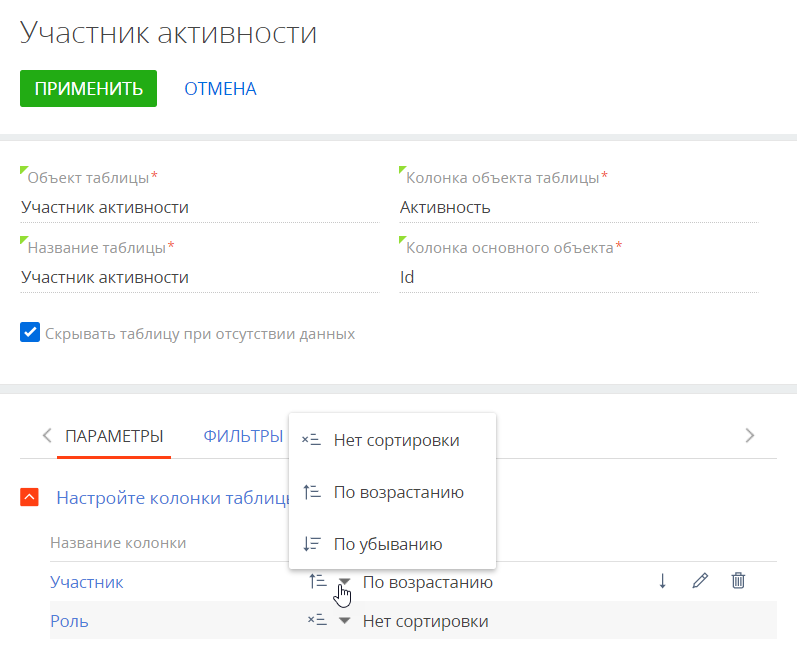 Участник активности
ПРИМЕНИТЬ ОТМЕНА
Объект таблицы* Колонка объекта таблицы*
Участник активности Активность
Название таблицы* Колонка основного объекта*
Участник активности Id
Скрывать таблицу при отсутствии данных
ПАРАМЕТРЫ ФИЛЬТРЫ
Нет сортировки
По возрастанию
По убыванию
Настройте колонки таблицы
Название колонки
Участник По возрастанию
Роль Нет сортировки